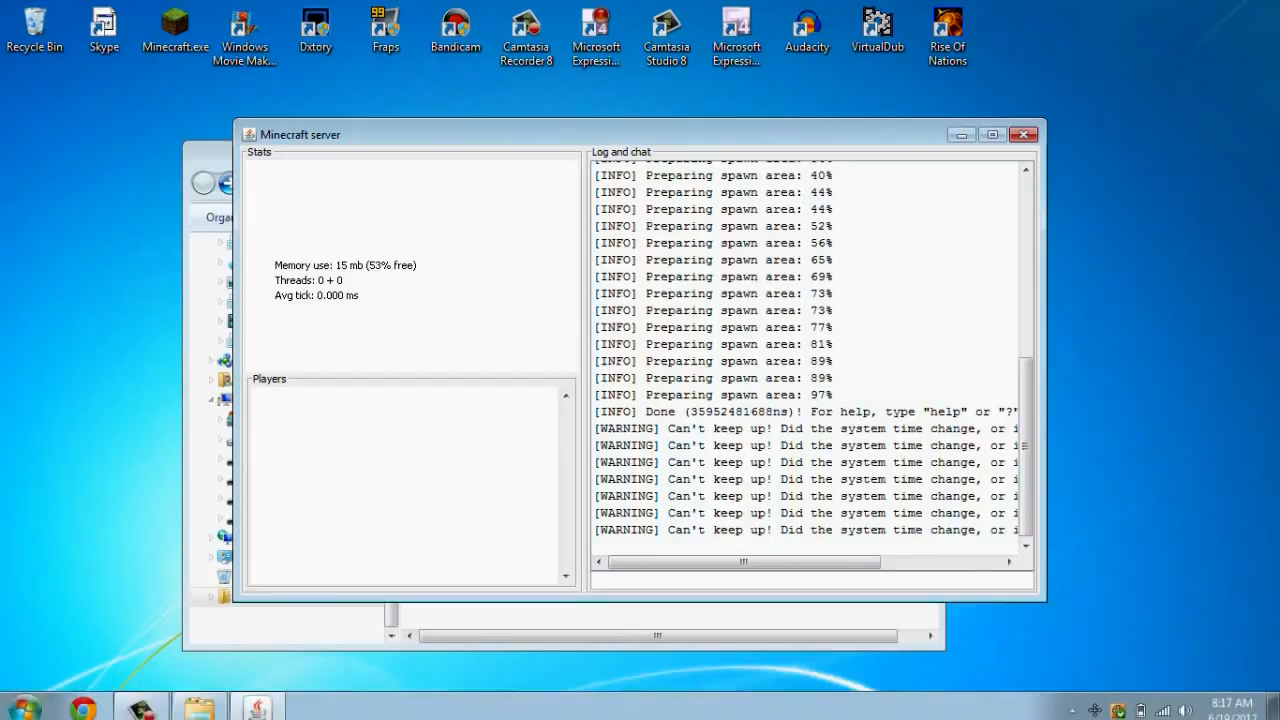 Recycle Bin
Skype
Minecraft.exe
Windows
Movie Mak...
Dxtory
99
Fraps
Bandicam
Camtasia
Recorder 8
4
Microsoft
Expressi...
Camtasia
Studio 8
4
Microsoft
Expressi...
Audacity
VirtualDub
Rise Of
Nations
Minecraft server
Stats
Memory use: 15 mb (53% free)
Threads: 0 + 0
Avg tick: 0.000 ms
Players
Log and chat
[INFO] Preparing spawn area: 40%
[INFO] Preparing spawn area: 44%
[INFO] Preparing spawn area: 44%
[INFO] Preparing spawn area: 52%
[INFO] Preparing spawn area: 56%
[INFO] Preparing spawn area: 65%
[INFO] Preparing spawn area: 69%
[INFO] Preparing spawn area: 73%
[INFO] Preparing spawn area: 73%
[INFO] Preparing spawn area: 77%
[INFO] Preparing spawn area: 81%
[INFO] Preparing spawn area: 89%
[INFO] Preparing spawn area: 89%
[INFO] Preparing spawn area: 97%
[INFO] Done (35952481688ns)! For help, type "help" or "?"
[WARNING] Can't keep up! Did the system time change, or i
[WARNING] Can't keep up! Did the system time change, or i
[WARNING] Can't keep up! Did the system time change, or i
[WARNING] Can't keep up! Did the system time change, or i
[WARNING] Can't keep up! Did the system time change, or i
[WARNING] Can't keep up! Did the system time change, or i
[WARNING] Can't keep up! Did the system time change, or i
Orga
8:17 AM
6/19/2012